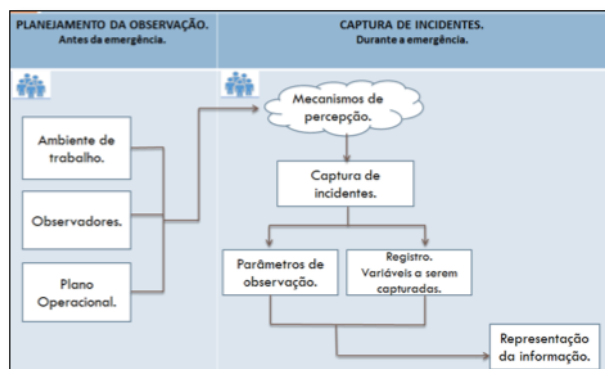 PLANEJAMENTO DA OBSERVAÇÃO.
Antes da emergência.
CAPTURA DE INCIDENTES.
Durante a emergência.
Ambiente de
trabalho.
Observadores.
Plano
Operacional.
Mecanismos de
percepção.
Captura de
incidentes.
Parâmetros de
observação.
Registro.
Variáveis a serem
capturadas.
Representação
da informação.